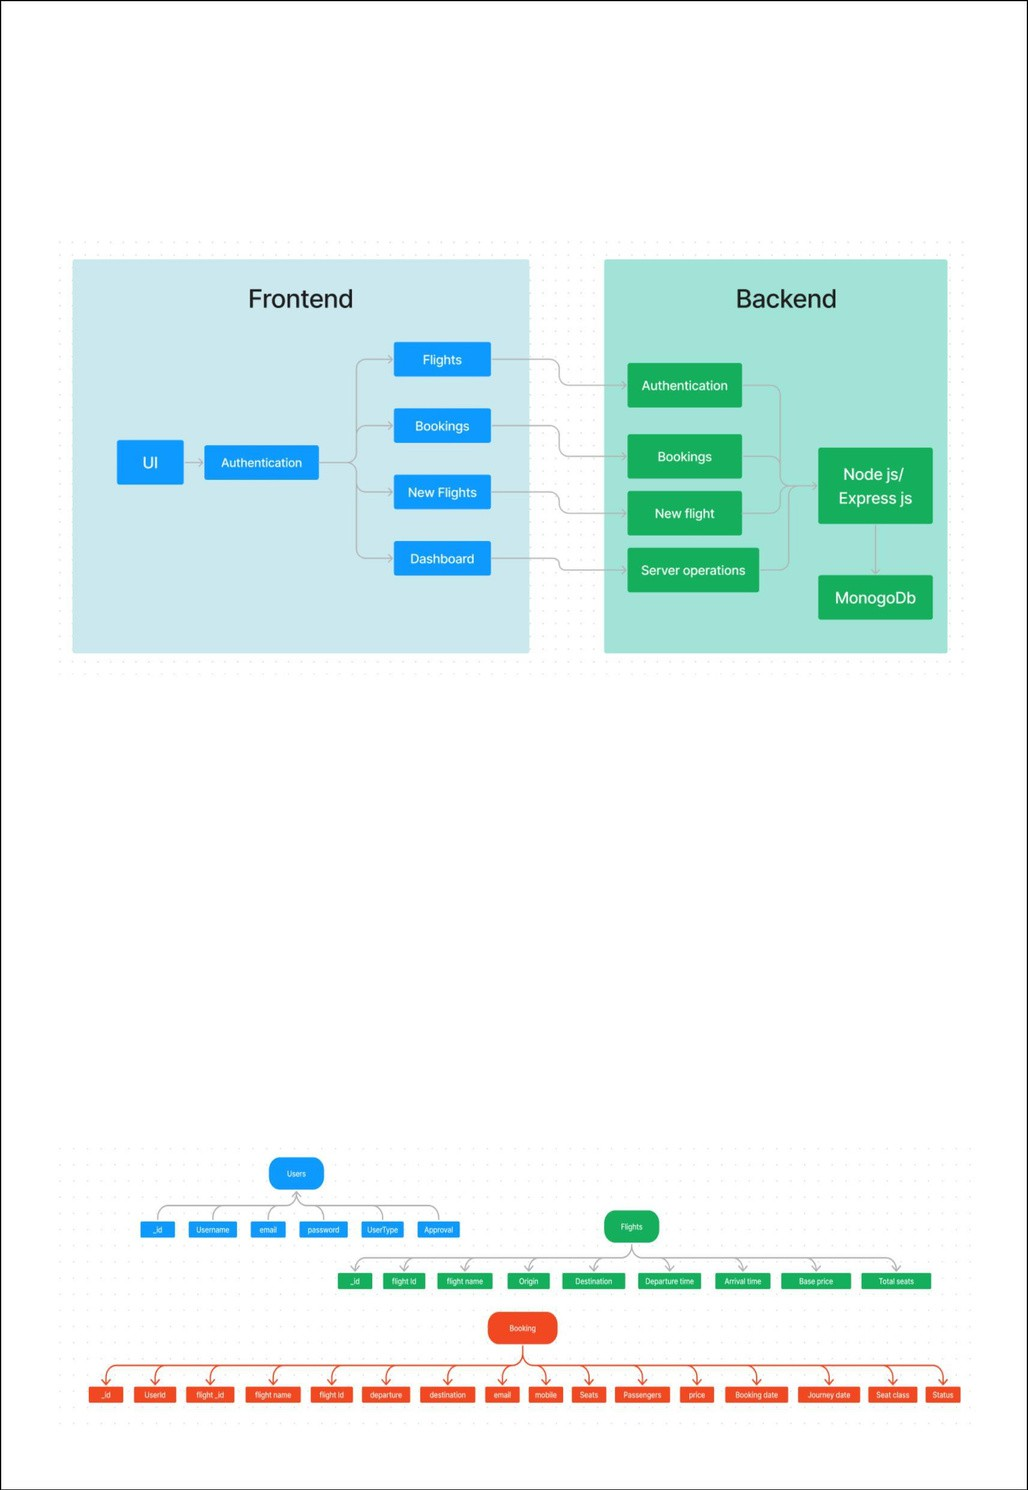 Frontend
Backend
Flights
Authentication
Bookings
Bookings
UI
Authentication
Node js/
Express js
New Flights
New flight
Dashboard
Server operations
MonogoDb
Users
_id
Username
email
password
UserType
Approval
Flights
_id
flight Id
flight name
Origin
Destination
Departure time
Arrival time
Base price
Total seats
Booking
_id
UserId
flight _id
flight name
flight Id
departure
destination
email
mobile
Seats
Passengers
price
Booking date
Journey date
Seat class
Status